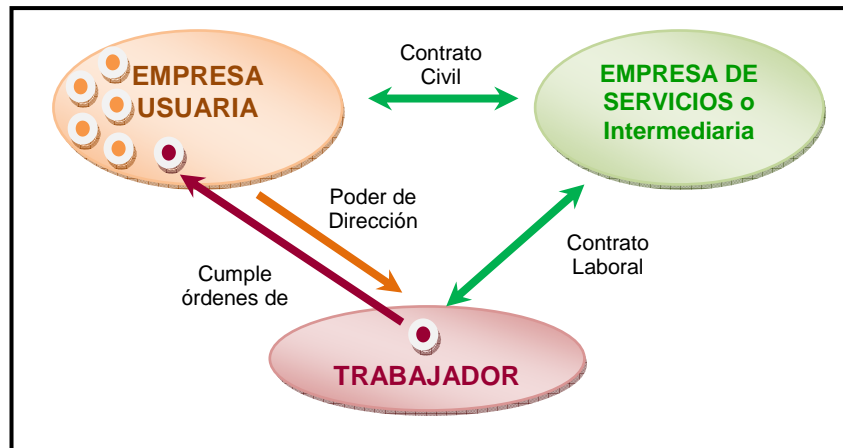 EMPRESA
USUARIA
Contrato
Civil
EMPRESA DE
SERVICIOS o
Intermediaria
Poder de
Dirección
Contrato
Laboral
Cumple
órdenes de
TRABAJADOR